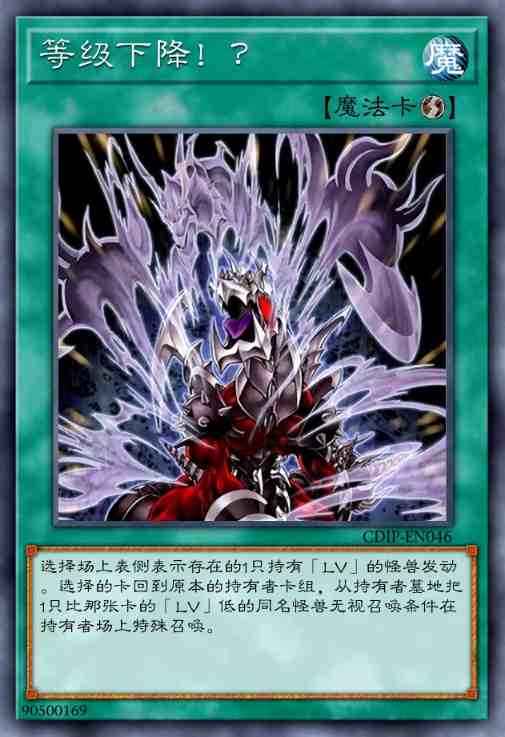 等级下降！？
魔
【魔法卡】
CDIP-EN046
选择场上表侧表示存在的1只持有「LV」的怪兽发动
。选择的卡回到原本的持有者卡组，从持有者墓地把
1只比那张卡的「LV」低的同名怪兽无视召唤条件在
持有者场上特殊召唤。
90500169